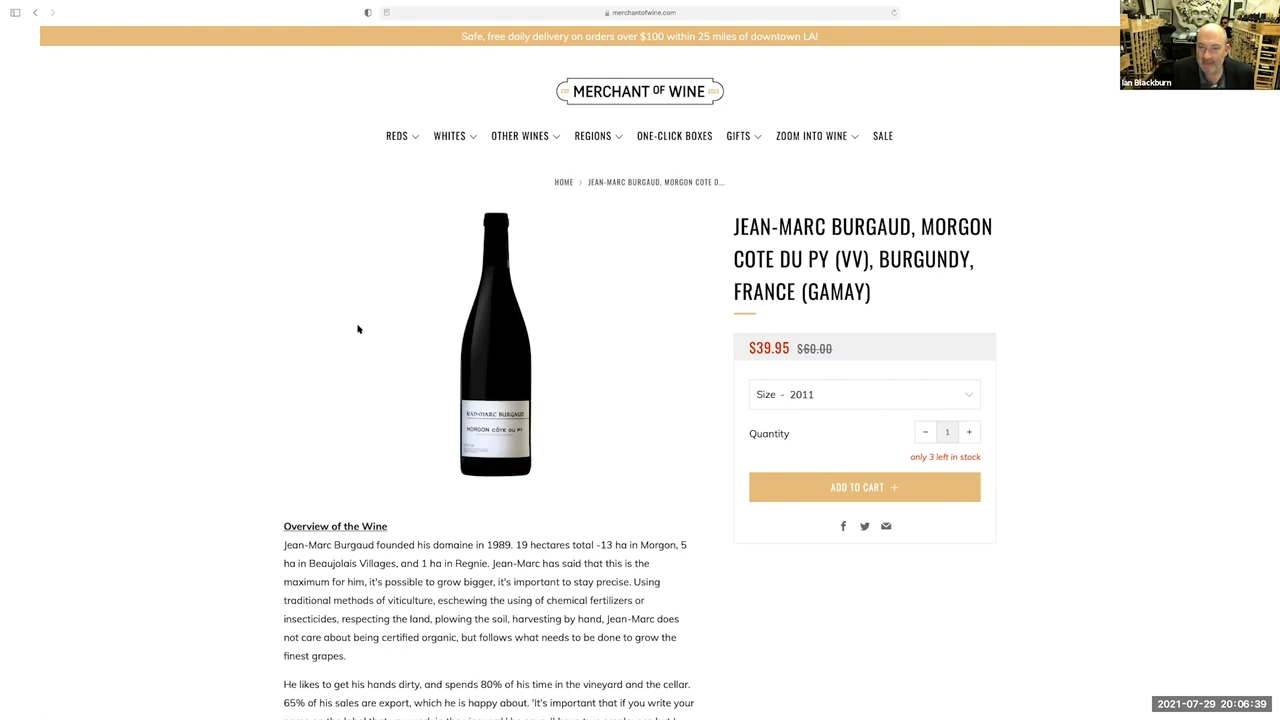 merchantofwine.com
Safe, free daily delivery on orders over $100 within 25 miles of downtown LA!
Ian Blackburn
EST MERCHANT OF WINE
REDS WHITES OTHER WINES REGIONS ONE-CLICK BOXES GIFTS ZOOM INTO WINE SALE
HOME > JEAN-MARC BURGAUD, MORGON COTE D...
JEAN-MARC BURGAUD, MORGON
COTE DU PY (VV), BURGUNDY,
FRANCE (GAMAY)
$39.95 $60.00
Size - 2011
Quantity − 1 +
only 3 left in stock
ADD TO CART +
JEAN-MARC BURGAUD
MORGON CÔTE DU PY
Overview of the Wine
Jean-Marc Burgaud founded his domaine in 1989. 19 hectares total -13 ha in Morgon, 5
ha in Beaujolais Villages, and 1 ha in Regnie. Jean-Marc has said that this is the
maximum for him, it's possible to grow bigger, it's important to stay precise. Using
traditional methods of viticulture, eschewing the using of chemical fertilizers or
insecticides, respecting the land, plowing the soil, harvesting by hand, Jean-Marc does
not care about being certified organic, but follows what needs to be done to grow the
finest grapes.
He likes to get his hands dirty, and spends 80% of his time in the vineyard and the cellar.
65% of his sales are export, which he is happy about. 'It's important that if you write your
2021-07-29 20:06:39